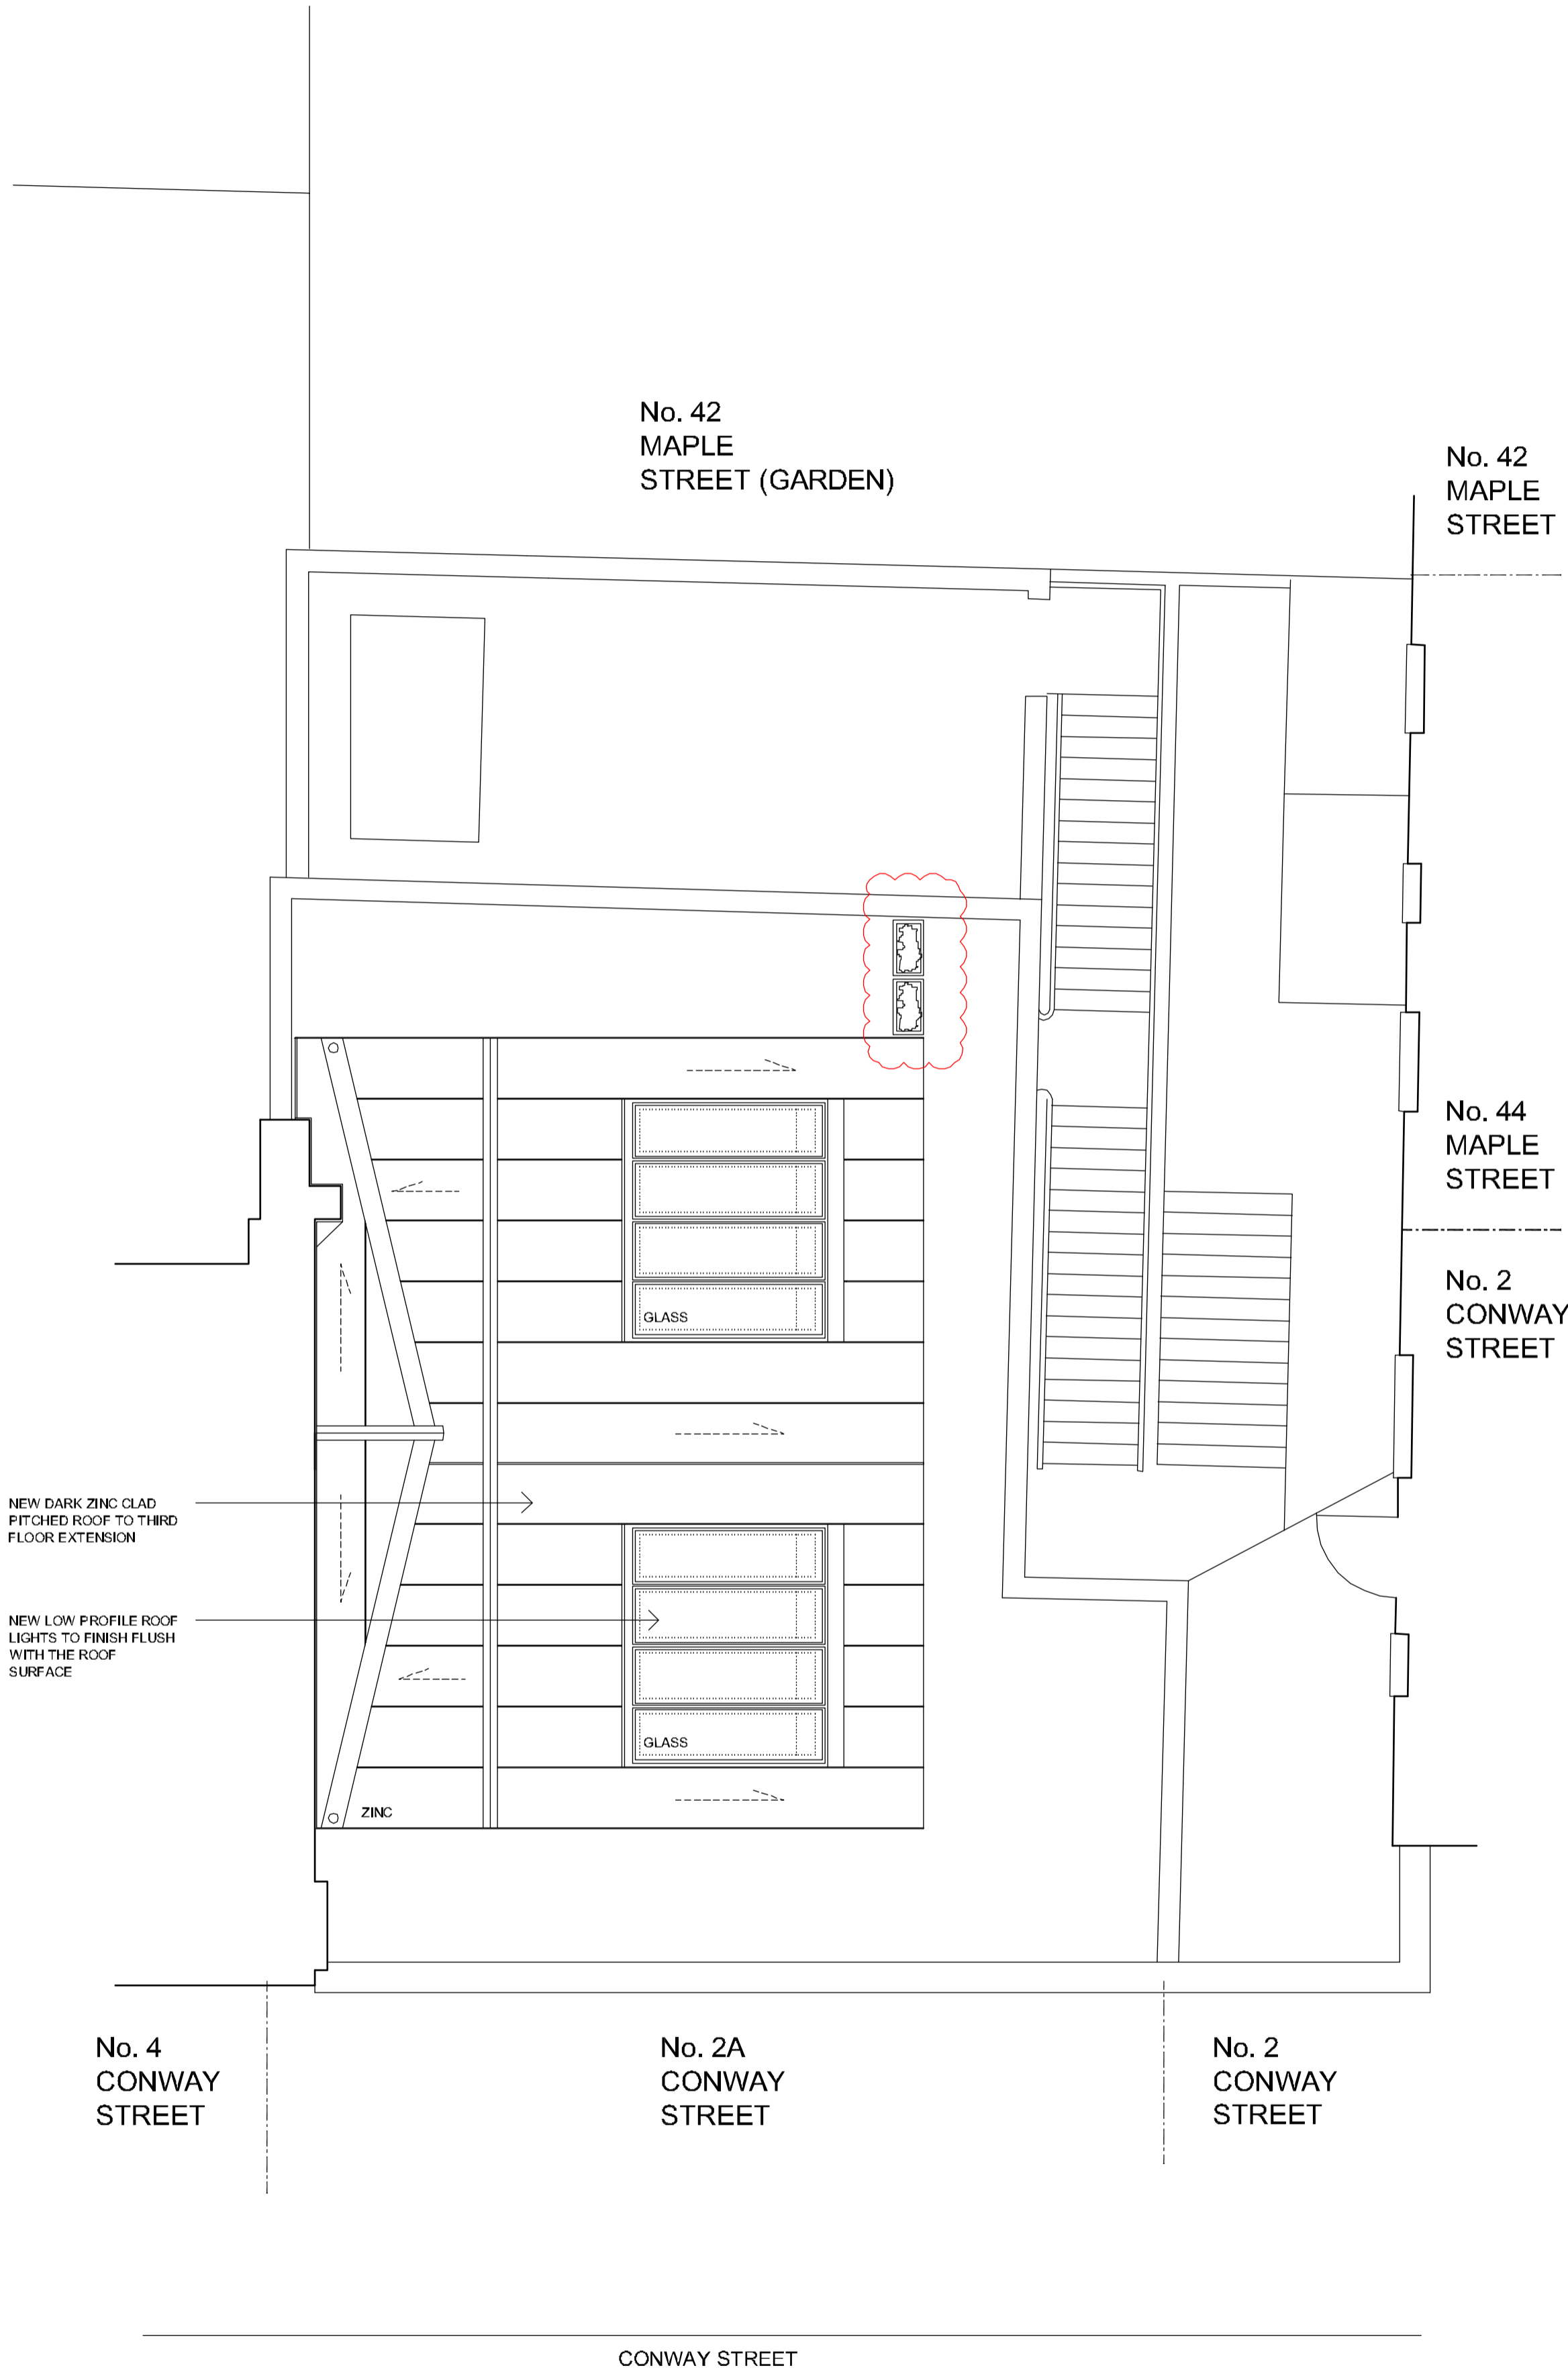 No. 42
MAPLE
STREET (GARDEN)
No. 42
MAPLE
STREET
No. 44
MAPLE
STREET
No. 2
CONWAY
STREET
GLASS
NEW DARK ZINC CLAD
PITCHED ROOF TO THIRD
FLOOR EXTENSION
NEW LOW PROFILE ROOF
LIGHTS TO FINISH FLUSH
WITH THE ROOF
SURFACE
GLASS
ZINC
No. 4
CONWAY
STREET
No. 2A
CONWAY
STREET
No. 2
CONWAY
STREET
CONWAY STREET